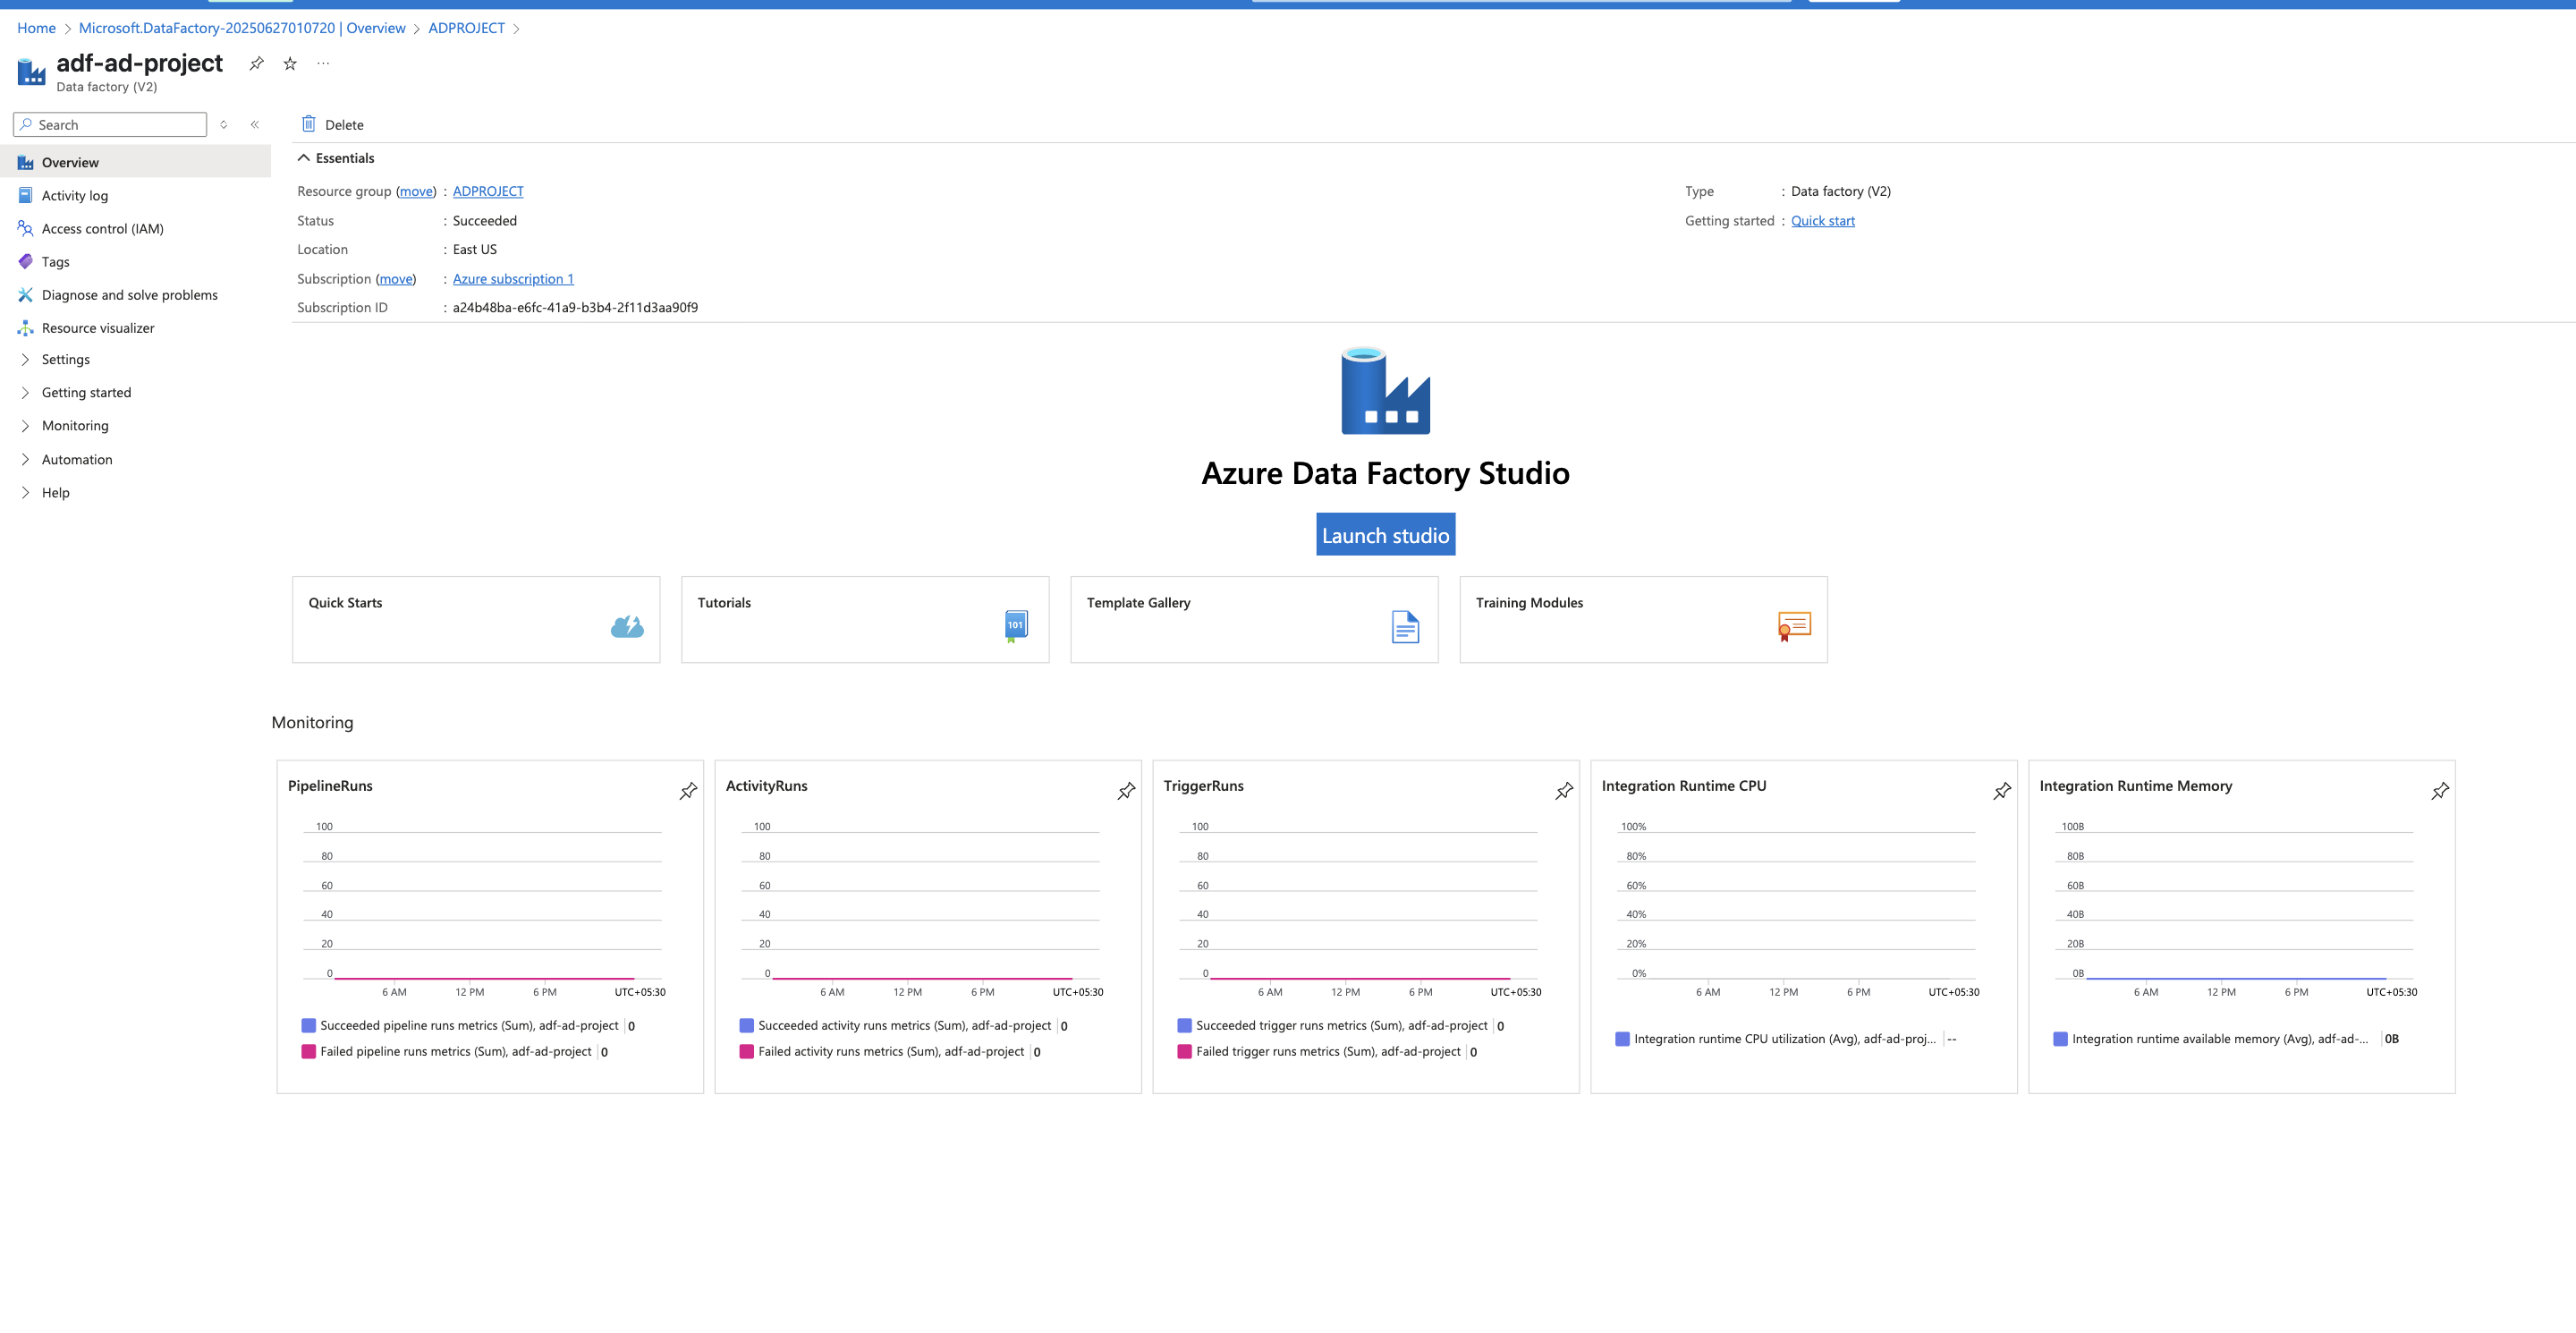 Home > Microsoft.DataFactory-20250627010720 | Overview > ADPROJECT >
adf-ad-project
Data factory (V2)
Search
Overview
Activity log
Access control (IAM)
Tags
Diagnose and solve problems
Resource visualizer
Settings
Getting started
Monitoring
Automation
Help
Delete
Essentials
Resource group (move) : ADPROJECT
Status : Succeeded
Location : East US
Subscription (move) : Azure subscription 1
Subscription ID : a24b48ba-e6fc-41a9-b3b4-2f11d3aa90f9
Type : Data factory (V2)
Getting started : Quick start
Azure Data Factory Studio
Launch studio
Quick Starts
Tutorials
101
Template Gallery
Training Modules
Monitoring
PipelineRuns
100
80
60
40
20
0
6 AM 12 PM 6 PM UTC+05:30
Succeeded pipeline runs metrics (Sum), adf-ad-project | 0
Failed pipeline runs metrics (Sum), adf-ad-project | 0
ActivityRuns
100
80
60
40
20
0
6 AM 12 PM 6 PM UTC+05:30
Succeeded activity runs metrics (Sum), adf-ad-project | 0
Failed activity runs metrics (Sum), adf-ad-project | 0
TriggerRuns
100
80
60
40
20
0
6 AM 12 PM 6 PM UTC+05:30
Succeeded trigger runs metrics (Sum), adf-ad-project | 0
Failed trigger runs metrics (Sum), adf-ad-project | 0
Integration Runtime CPU
100%
80%
60%
40%
20%
0%
6 AM 12 PM 6 PM UTC+05:30
Integration runtime CPU utilization (Avg), adf-ad-proj... | --
Integration Runtime Memory
100B
80B
60B
40B
20B
0B
6 AM 12 PM 6 PM UTC+05:30
Integration runtime available memory (Avg), adf-ad-... | 0B